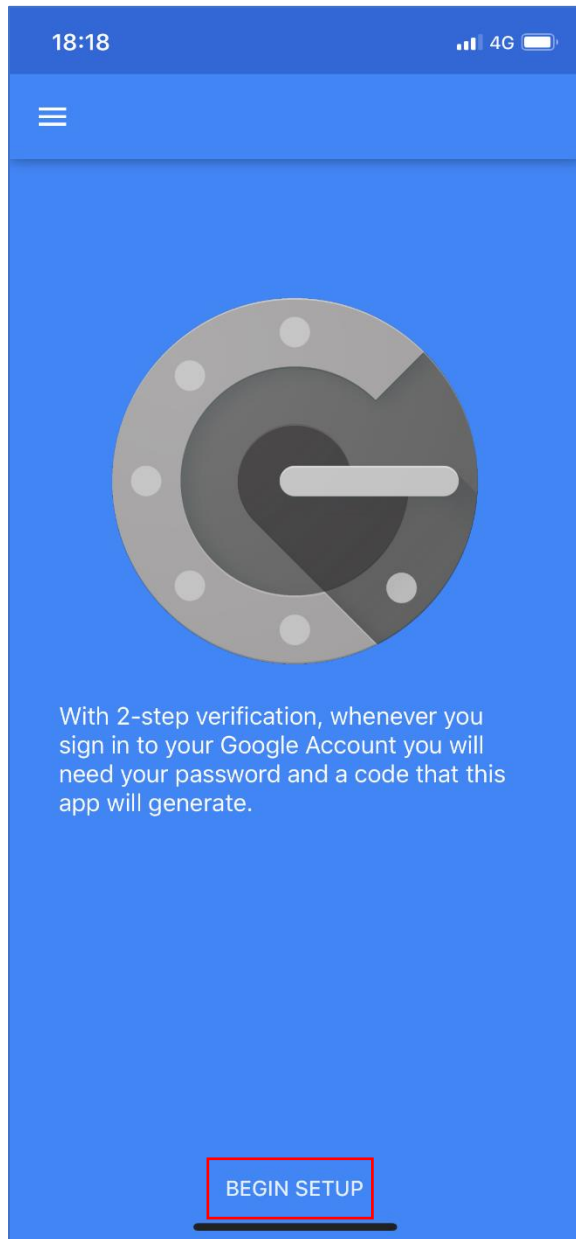 18:18
4G
With 2-step verification, whenever you
sign in to your Google Account you will
need your password and a code that this
app will generate.
BEGIN SETUP